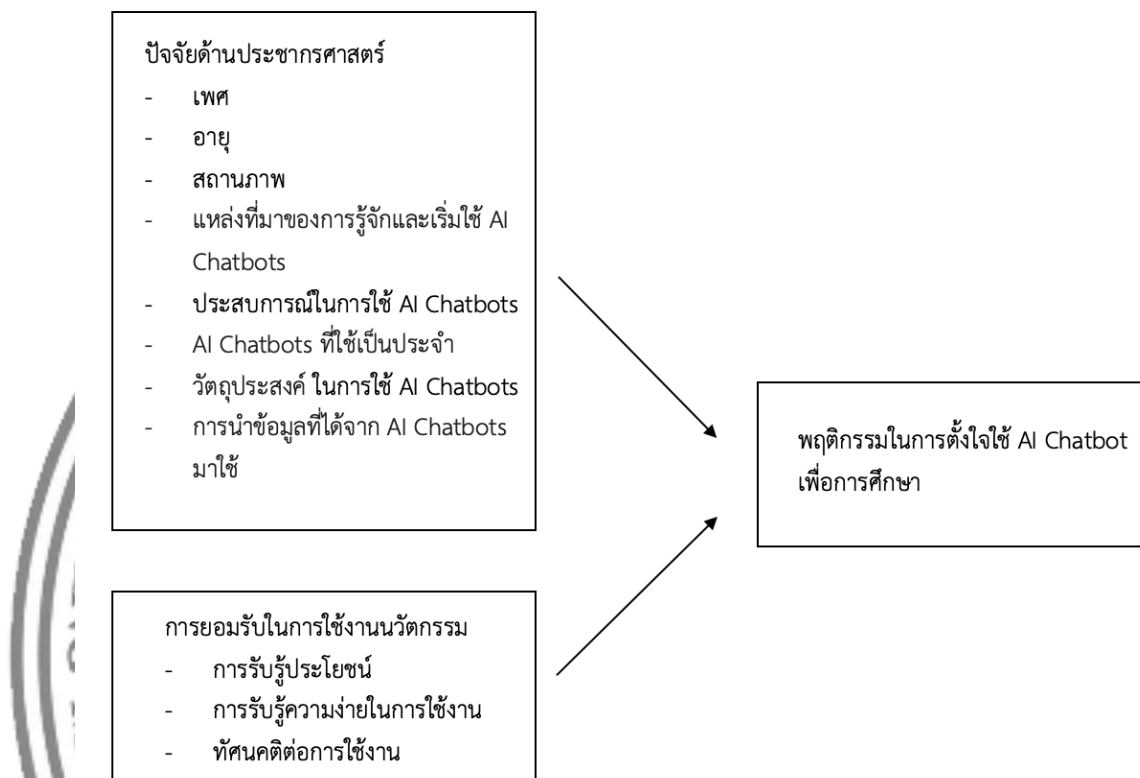 ปัจจัยด้านประชากรศาสตร์
- เพศ
- อายุ
- สถานภาพ
- แหล่งที่มาของการรู้จักและเริ่มใช้ AI
Chatbots
- ประสบการณ์ในการใช้ AI Chatbots
- AI Chatbots ที่ใช้เป็นประจำ
- วัตถุประสงค์ ในการใช้ AI Chatbots
- การนำข้อมูลที่ได้จาก AI Chatbots
มาใช้
พฤติกรรมในการตั้งใจใช้ AI Chatbot
เพื่อการศึกษา
การยอมรับในการใช้งานนวัตกรรม
- การรับรู้ประโยชน์
- การรับรู้ความง่ายในการใช้งาน
- ทัศนคติต่อการใช้งาน